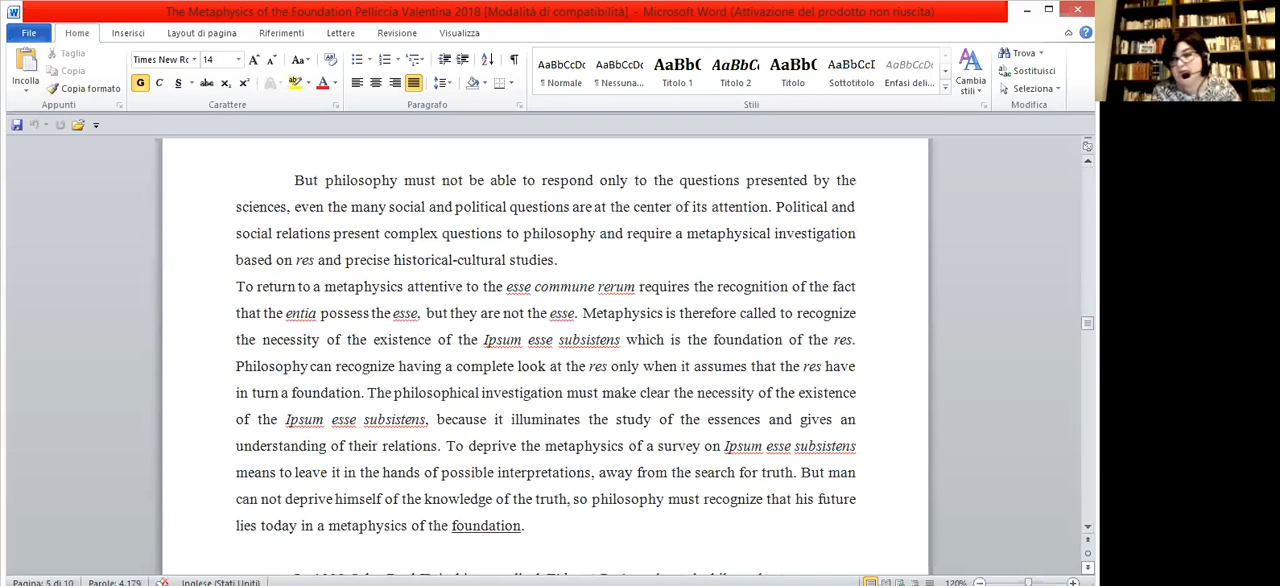 The Metaphysics of the Foundation Pelliccia Valentina 2018 [Modalità di compatibilità] - Microsoft Word (Attivazione del prodotto non riuscita)
File Home Inserisci Layout di pagina Riferimenti Lettere Revisione Visualizza
Incolla
Taglia
Copia
Copia formato
Appunti
Times New Ro 14
Carattere
Paragrafo
AaBbCcDc AaBbCcDc AaBbC AaBbC AaBbC AaBbCcI AaBbCcDc
¶ Normale ¶ Nessuna... Titolo 1 Titolo 2 Titolo Sottotitolo Enfasi deli...
Stili
Cambia
stili
Trova
Sostituisci
Seleziona
Modifica
But philosophy must not be able to respond only to the questions presented by the
sciences, even the many social and political questions are at the center of its attention. Political and
social relations present complex questions to philosophy and require a metaphysical investigation
based on res and precise historical-cultural studies.
To return to a metaphysics attentive to the esse commune rerum requires the recognition of the fact
that the entia possess the esse, but they are not the esse. Metaphysics is therefore called to recognize
the necessity of the existence of the Ipsum esse subsistens which is the foundation of the res.
Philosophy can recognize having a complete look at the res only when it assumes that the res have
in turn a foundation. The philosophical investigation must make clear the necessity of the existence
of the Ipsum esse subsistens, because it illuminates the study of the essences and gives an
understanding of their relations. To deprive the metaphysics of a survey on Ipsum esse subsistens
means to leave it in the hands of possible interpretations, away from the search for truth. But man
can not deprive himself of the knowledge of the truth, so philosophy must recognize that his future
lies today in a metaphysics of the foundation.
Pagina: 5 di 10 Parole: 4.179 Inglese (Stati Uniti) 120%